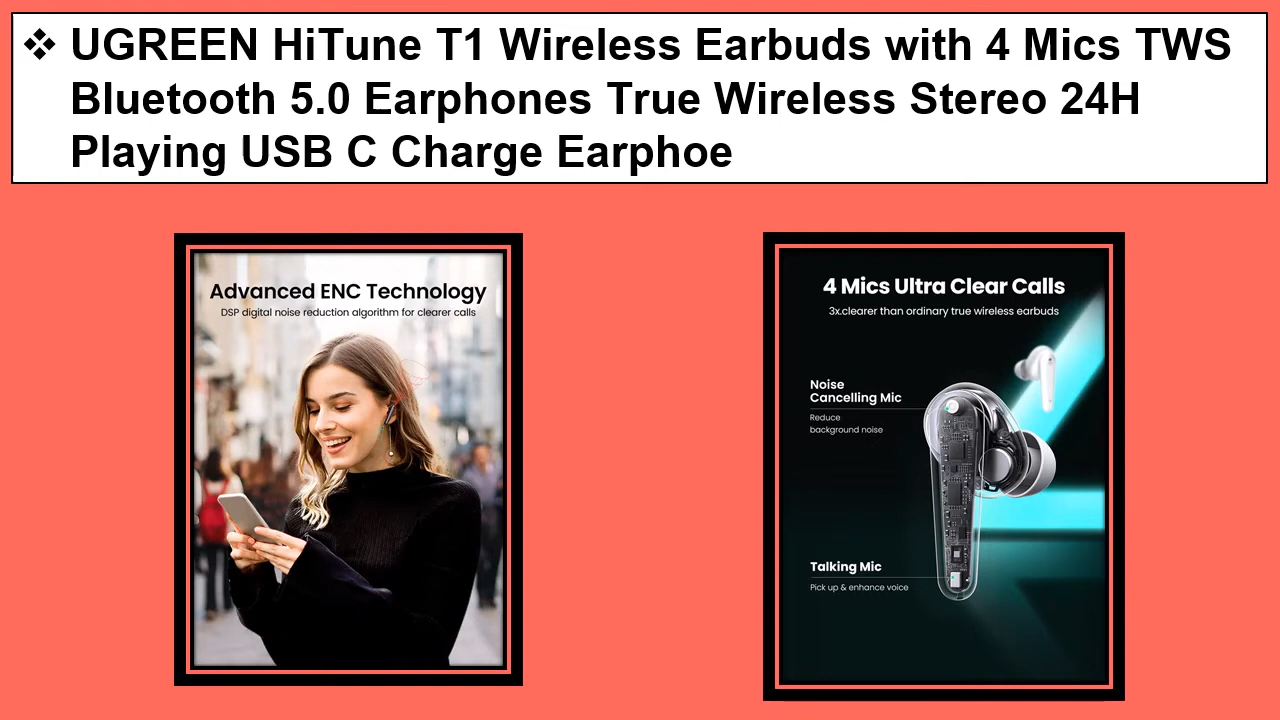 ❖ UGREEN HiTune T1 Wireless Earbuds with 4 Mics TWS
Bluetooth 5.0 Earphones True Wireless Stereo 24H
Playing USB C Charge Earphoe
Advanced ENC Technology
DSP digital noise reduction algorithm for clearer calls
4 Mics Ultra Clear Calls
3x.clearer than ordinary true wireless earbuds
Noise
Cancelling Mic
Reduce
background noise
Talking Mic
Pick up & enhance voice